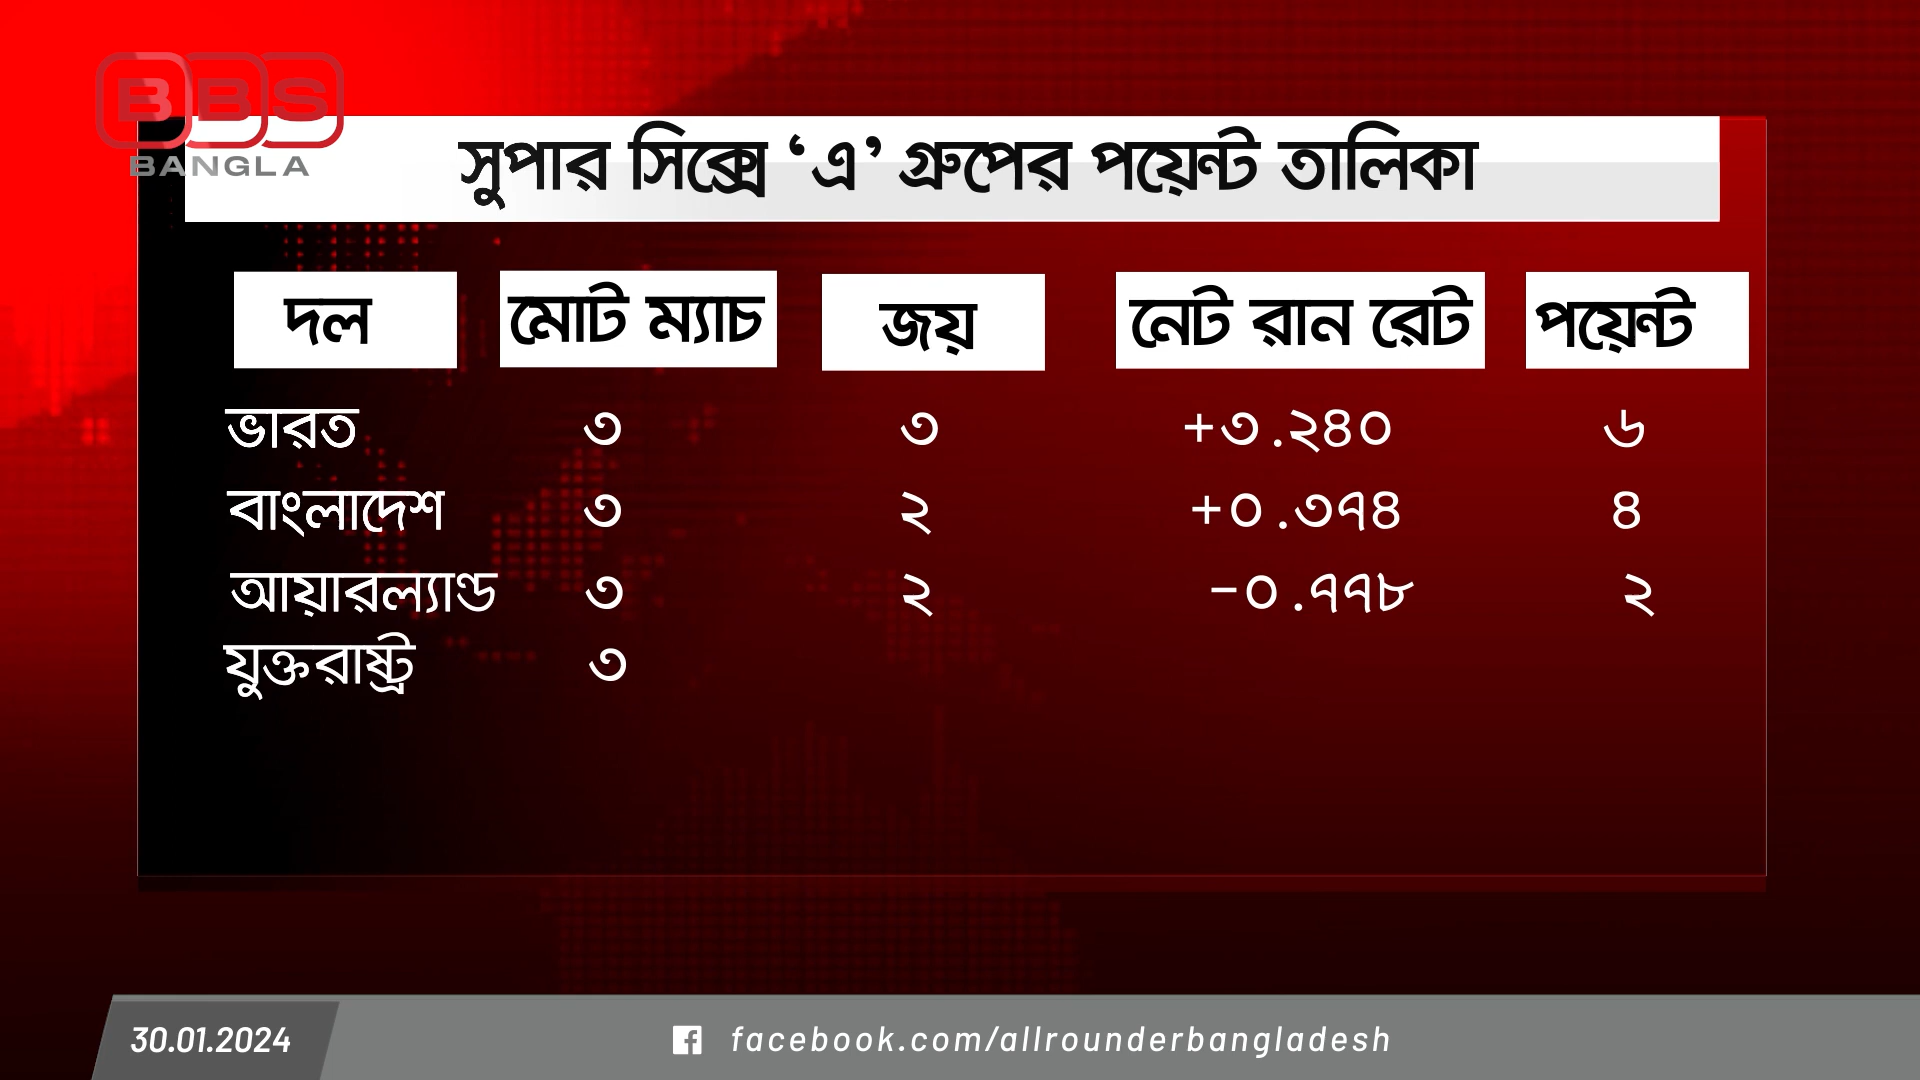 BBS
BANGLA
সুপার সিক্সে ‘এ’ গ্রুপের পয়েন্ট তালিকা
দল মোট ম্যাচ জয় নেট রান রেট পয়েন্ট
ভারত ৩ ৩ +৩.২৪০ ৬
বাংলাদেশ ৩ ২ +০.৩৭৪ ৪
আয়ারল্যান্ড ৩ ২ -০.৭৭৮ ২
যুক্তরাষ্ট্র ৩
30.01.2024 facebook.com/allrounderbangladesh